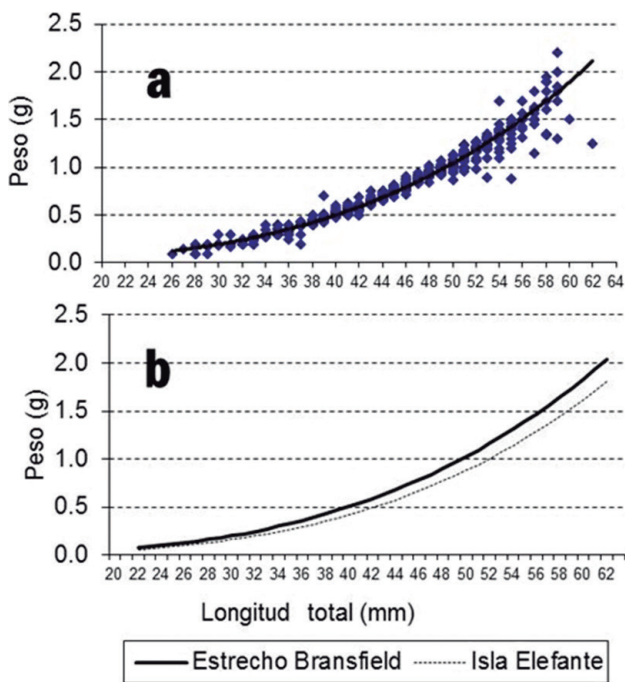 2.5
a
2.0
1.5
1.0
0.5
0.0
Peso (g)
20 22 24 26 28 30 32 34 36 38 40 42 44 46 48 50 52 54 56 58 60 62 64
2.5
b
2.0
1.5
1.0
0.5
0.0
Peso (g)
20 22 24 26 28 30 32 34 36 38 40 42 44 46 48 50 52 54 56 58 60 62
Longitud total (mm)
Estrecho Bransfield Isla Elefante